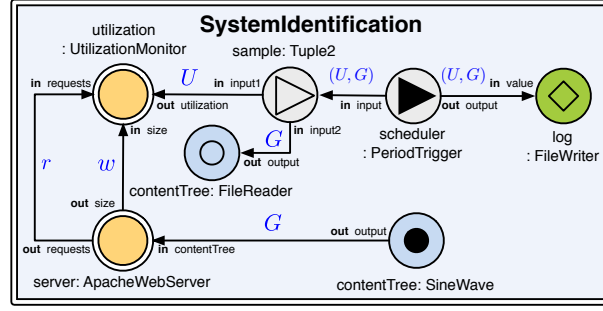 SystemIdentification
utilization
: UtilizationMonitor
sample: Tuple2
in requests
U
in input1
(U, G)
(U, G)
in value
out utilization
in input
out output
in size
G
in input2
scheduler
: PeriodTrigger
log
: FileWriter
out output
r
w
contentTree: FileReader
out size
G
out output
out requests
in contentTree
server: ApacheWebServer
contentTree: SineWave